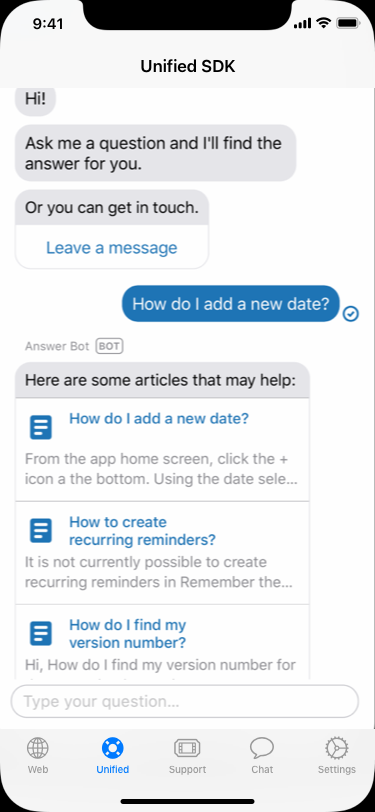 9:41
Unified SDK
Hi!
Ask me a question and I'll find the
answer for you.
Or you can get in touch.
Leave a message
How do I add a new date?
Answer Bot BOT
Here are some articles that may help:
How do I add a new date?
From the app home screen, click the +
icon a the bottom. Using the date sele...
How to create
recurring reminders?
It is not currently possible to create
recurring reminders in Remember the...
How do I find my
version number?
Hi, How do I find my version number for
Type your question...
Web Unified Support Chat Settings